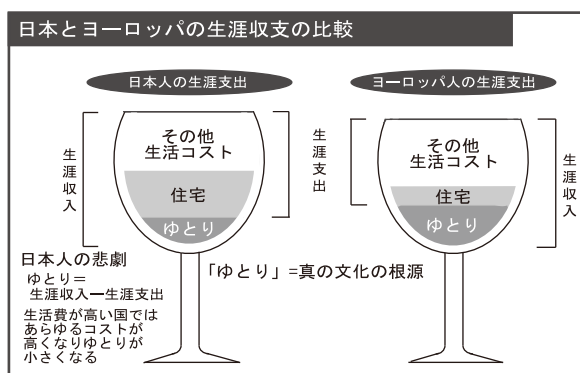 日本とヨーロッパの生涯収支の比較
日本人の生涯支出
ヨーロッパ人の生涯支出
生涯収入
その他
生活コスト
住宅
ゆとり
生涯支出
生涯支出
その他
生活コスト
住宅
ゆとり
生涯収入
日本人の悲劇
ゆとり＝
生涯収入ー生涯支出
生活費が高い国では
あらゆるコストが
高くなりゆとりが
小さくなる
「ゆとり」=真の文化の根源